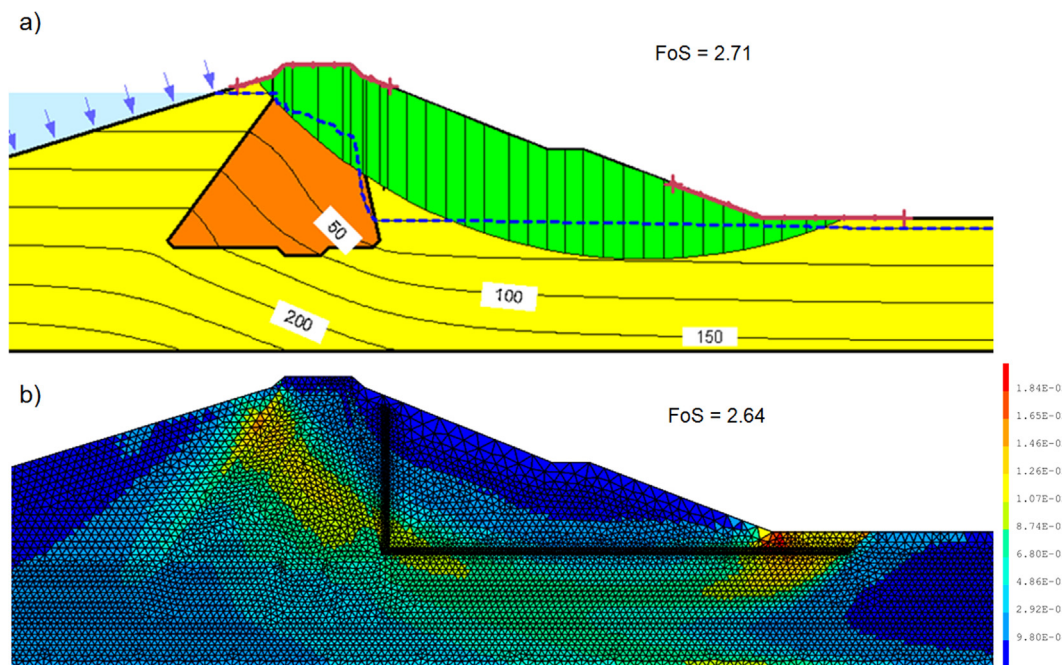 a)
FoS = 2.71
50
100
200
150
b)
FoS = 2.64
1.84E-0
1.65E-0
1.46E-0
1.26E-0
1.07E-0
8.74E-0
6.80E-0
4.86E-0
2.92E-0
9.80E-0